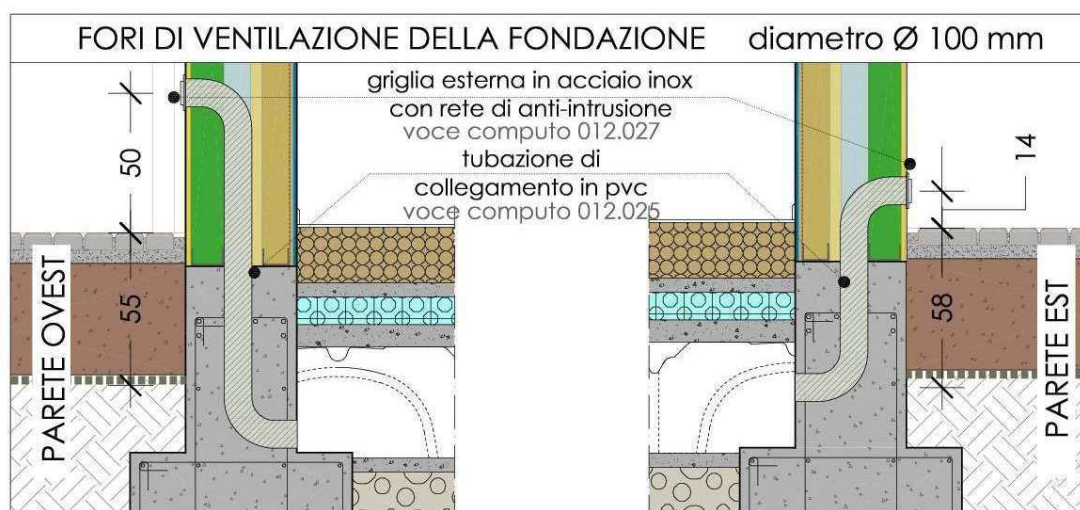 FORI DI VENTILAZIONE DELLA FONDAZIONE diametro Ø 100 mm
griglia esterna in acciaio inox
con rete di anti-intrusione
voce computo 012.027
tubazione di
collegamento in pvc
voce computo 012.025
50
55
PARETE OVEST
14
58
PARETE EST